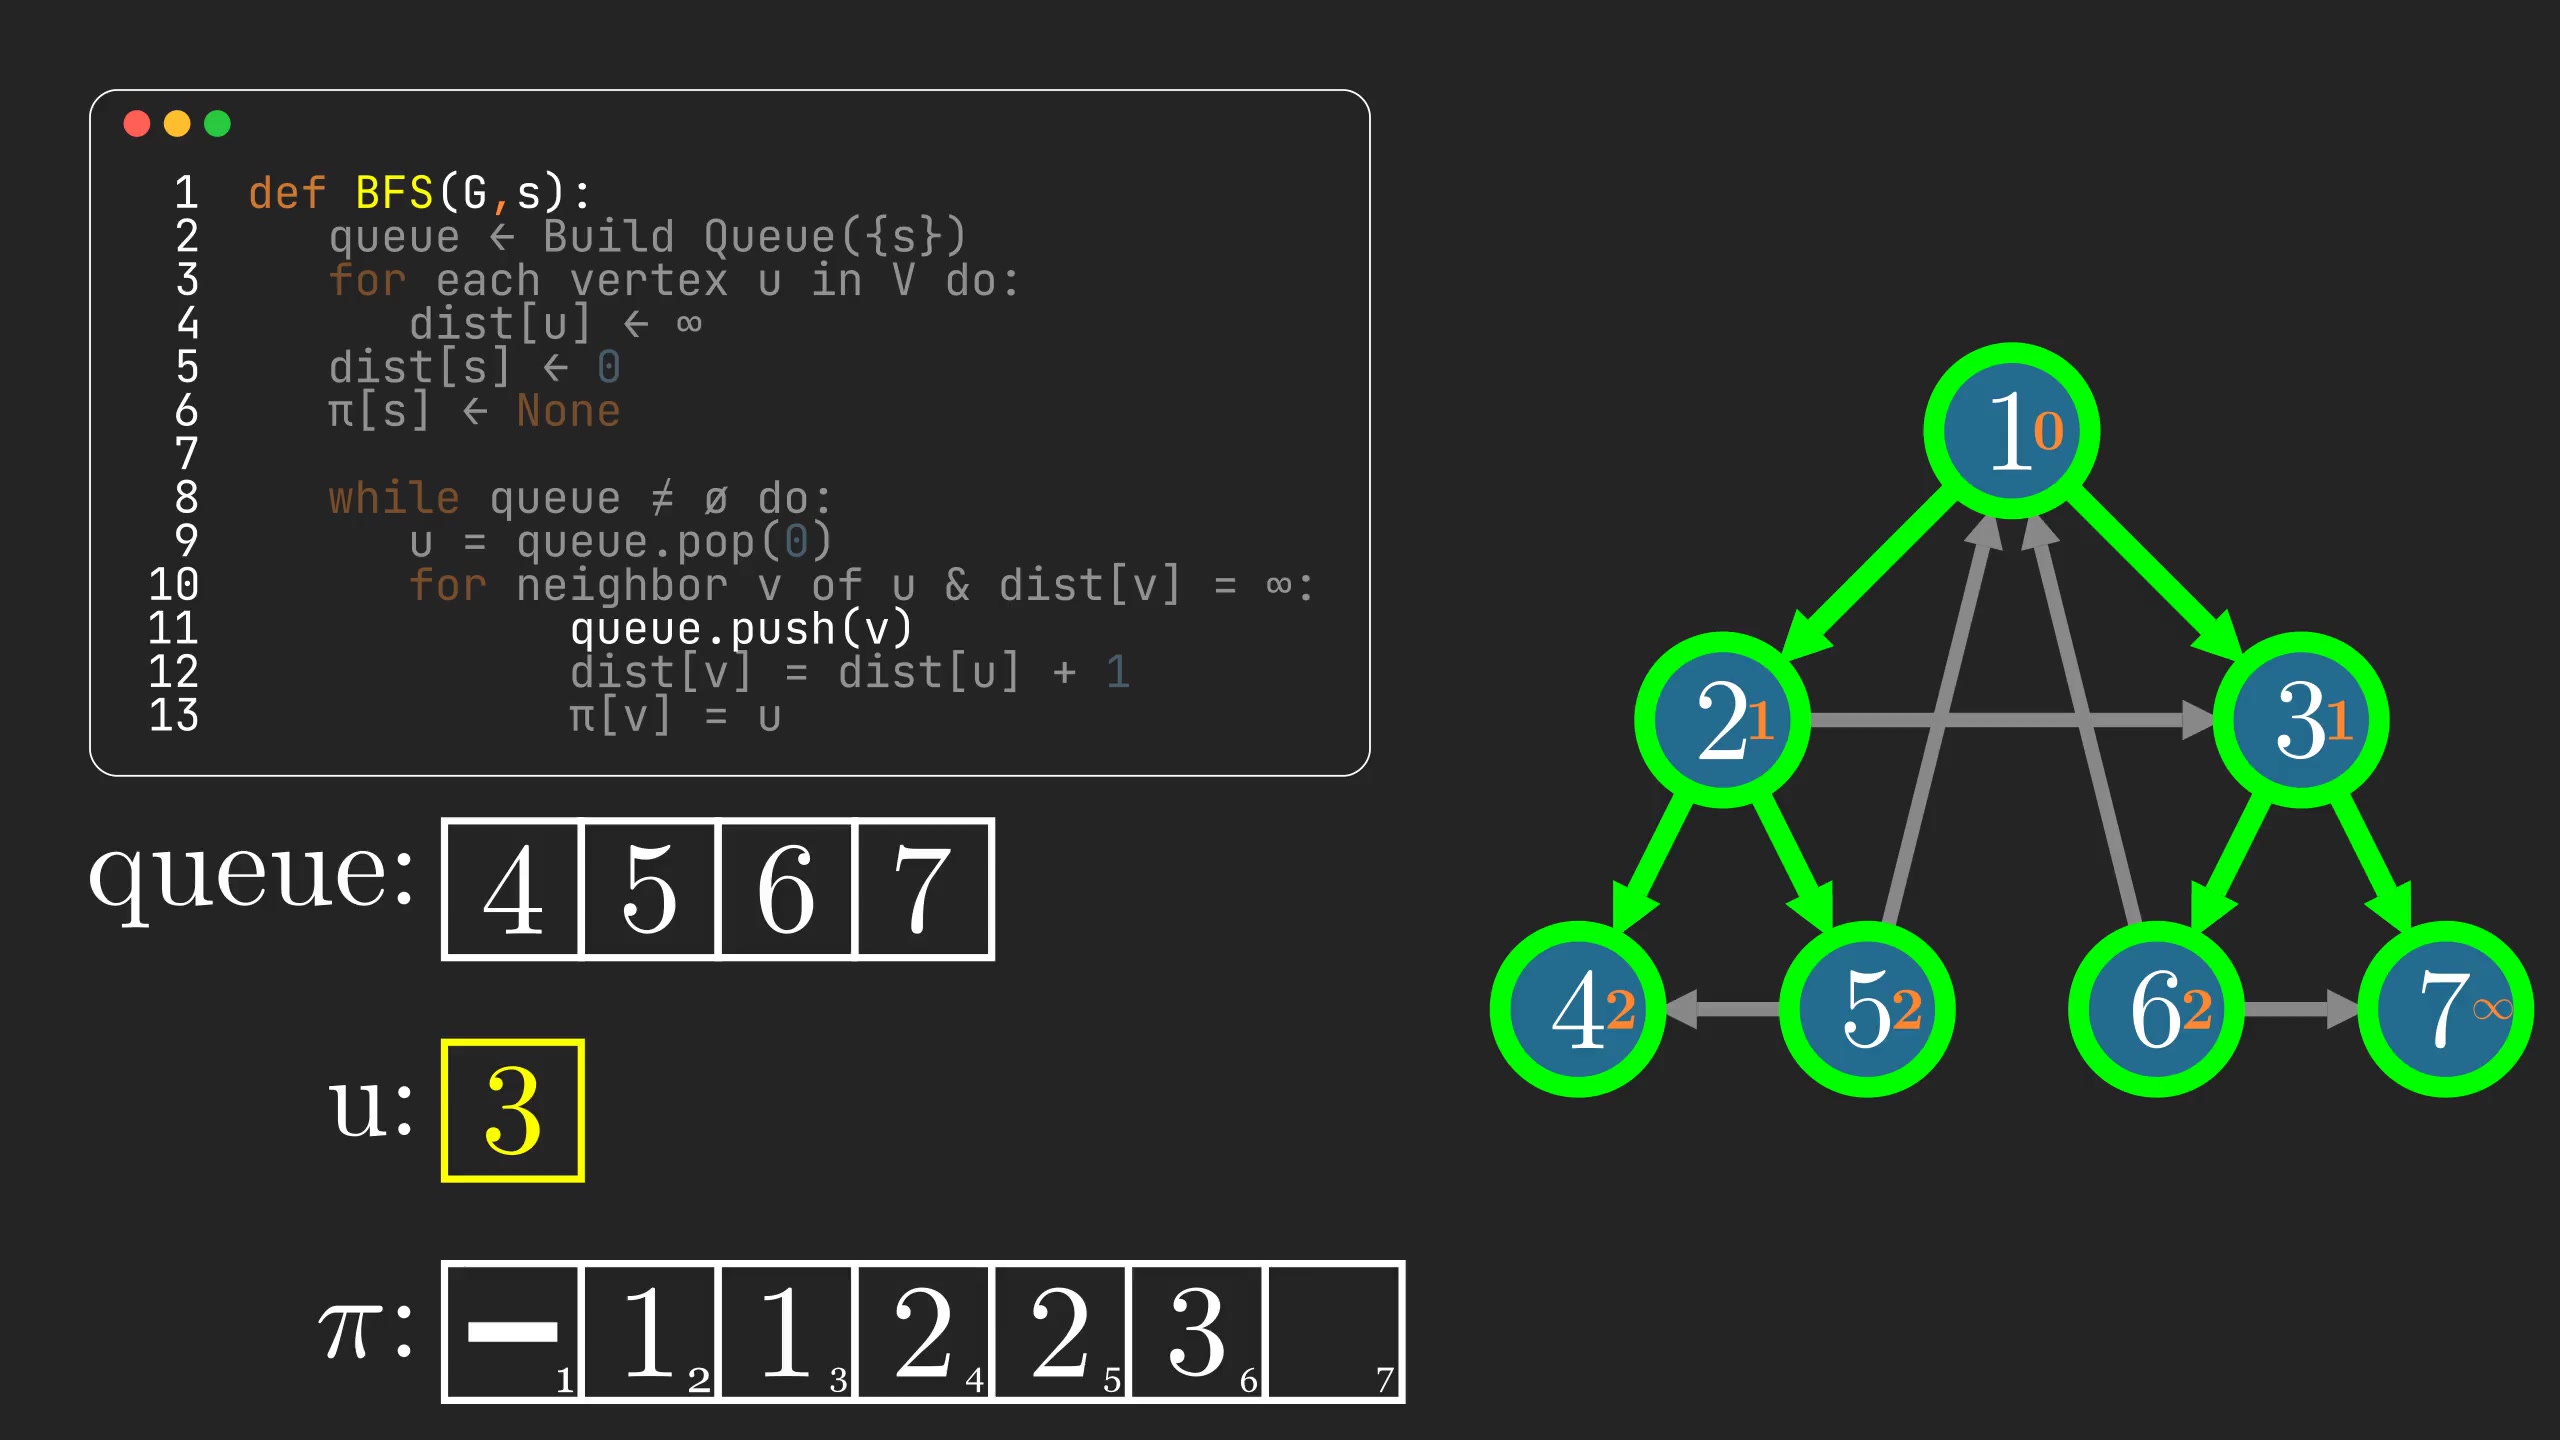 1 def BFS(G,s):
2 queue ← Build Queue({s})
3 for each vertex u in V do:
4 dist[u] ← ∞
5 dist[s] ← 0
6 π[s] ← None
7
8 while queue ≠ ø do:
9 u = queue.pop(0)
10 for neighbor v of u & dist[v] = ∞:
11 queue.push(v)
12 dist[v] = dist[u] + 1
13 π[v] = u
queue: 4 5 6 7
u: 3
π: – 1 1 1 2 1 3 2 4 2 5 3 6 7
1 0
2 1 3 1
4 2 5 2 6 2 7 ∞